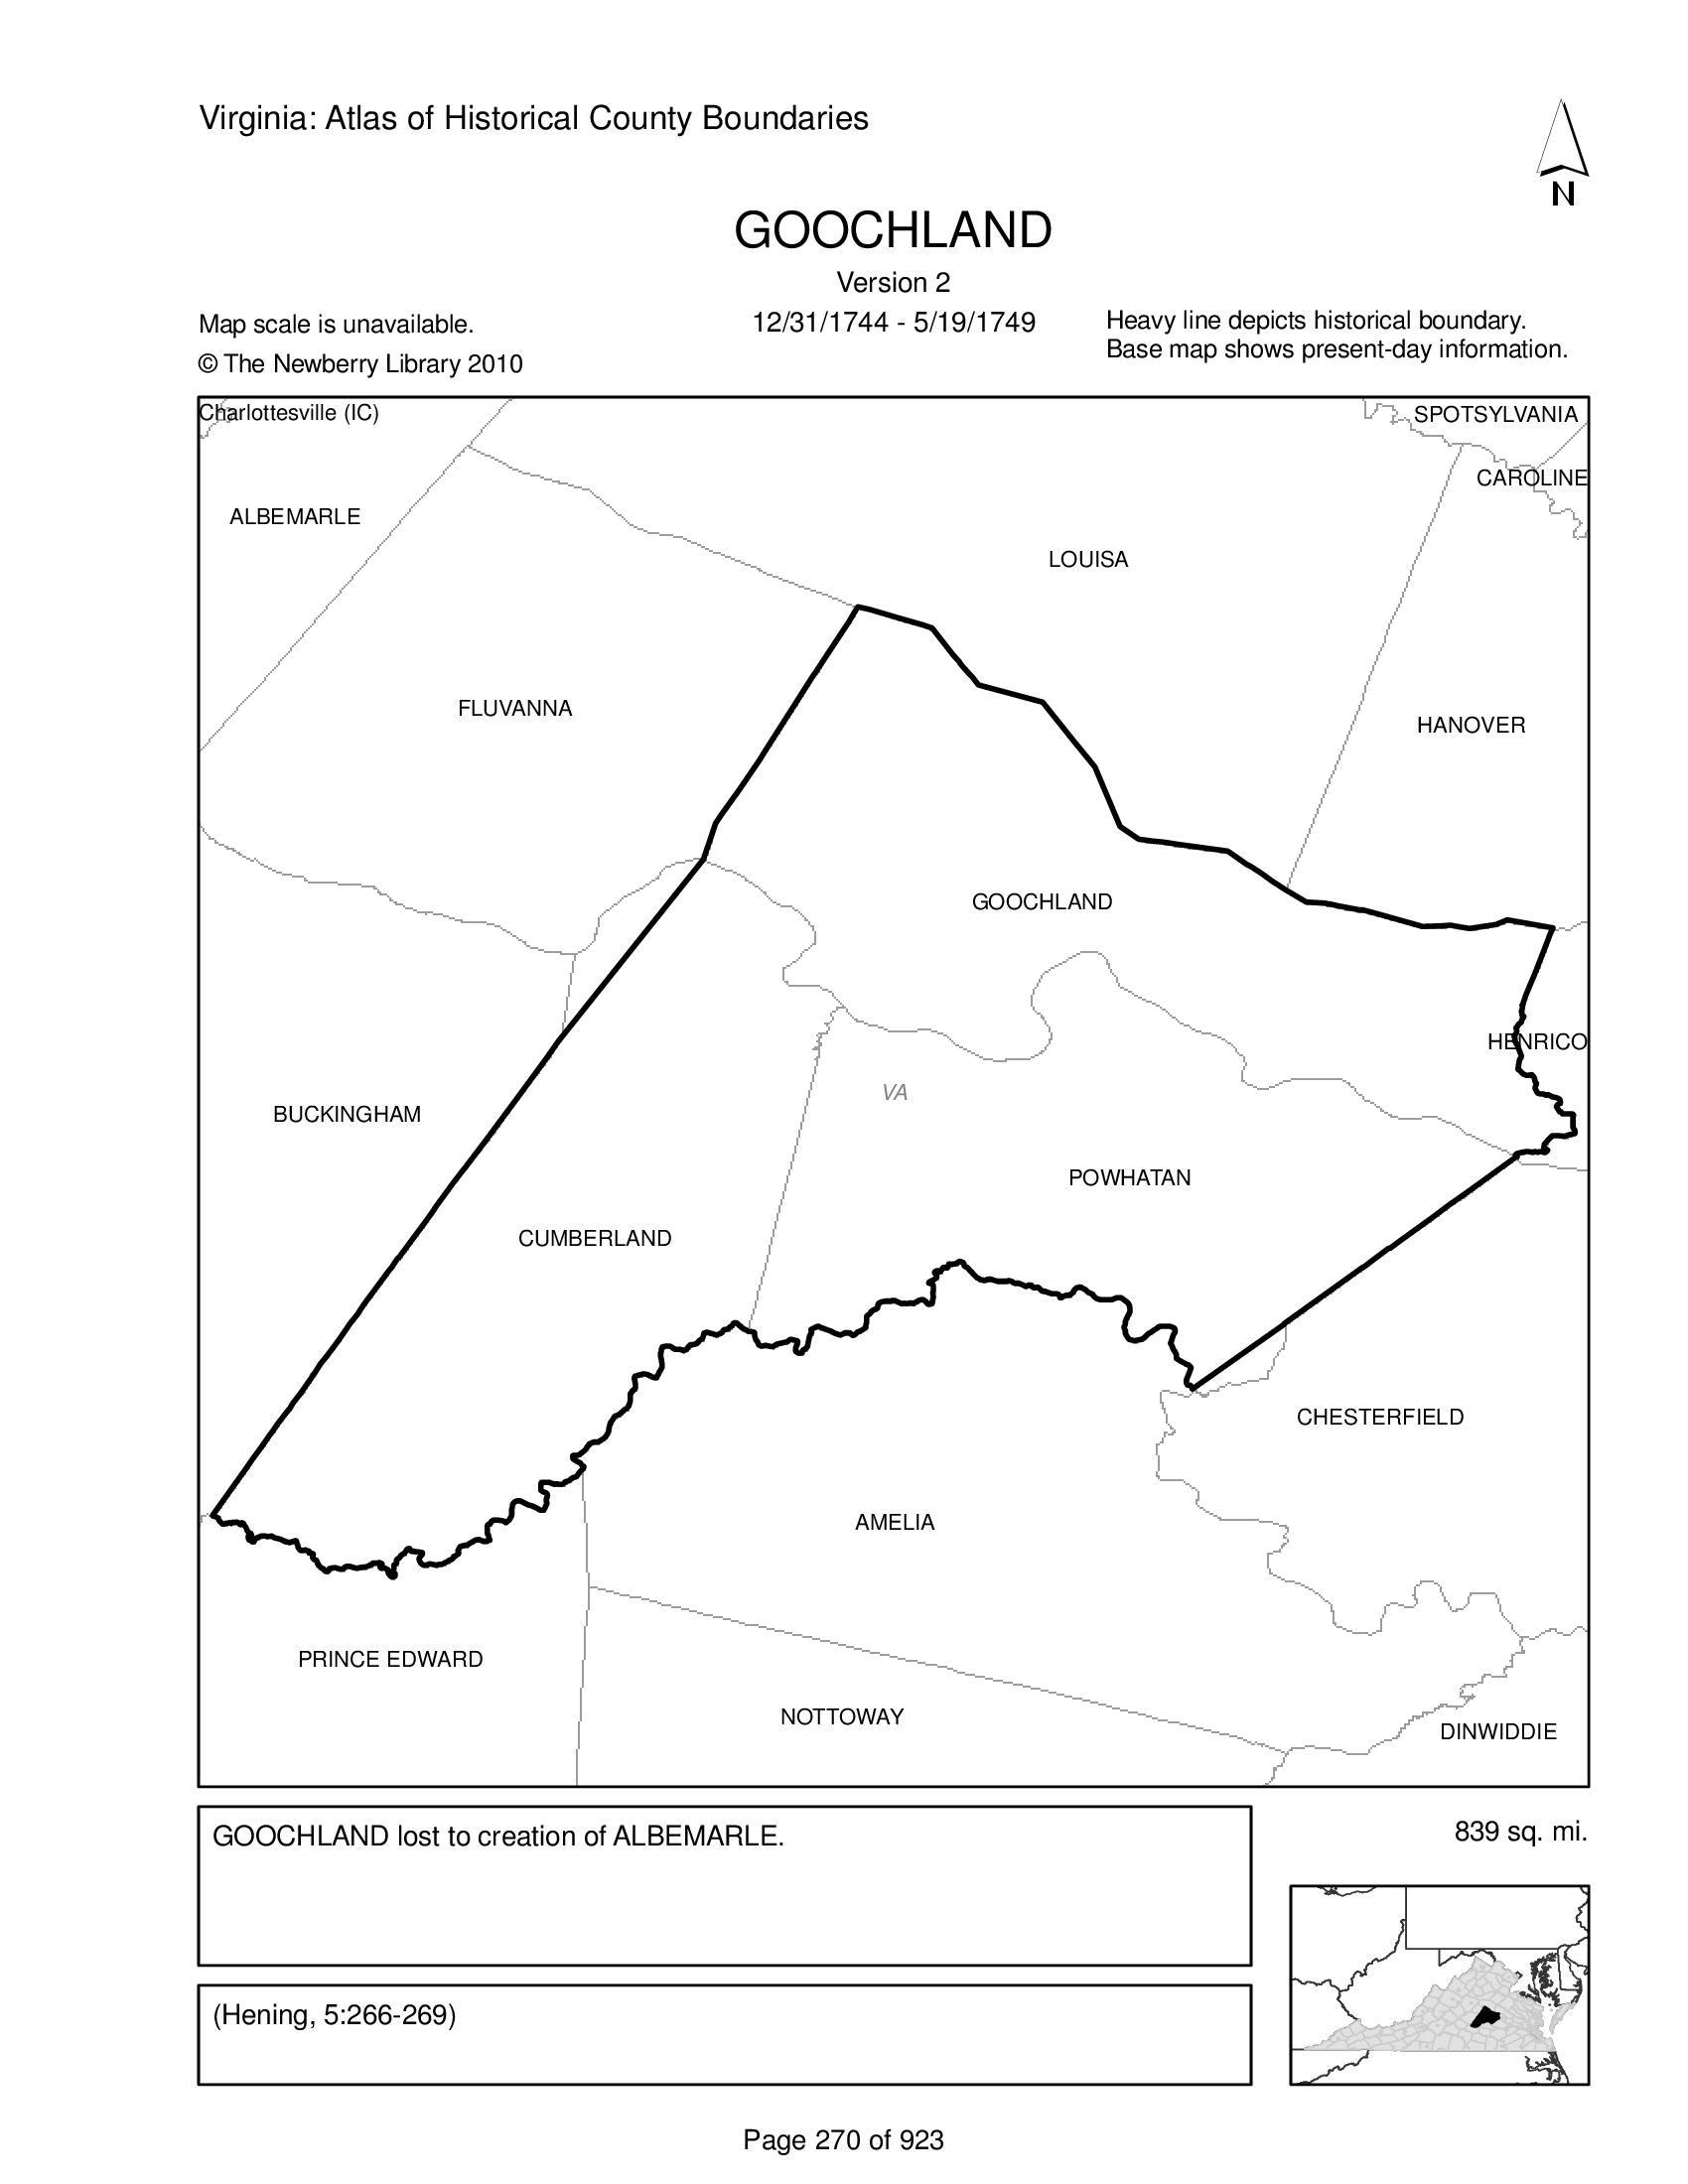 Virginia: Atlas of Historical County Boundaries
N
GOOCHLAND
Version 2
12/31/1744 - 5/19/1749
Map scale is unavailable.
© The Newberry Library 2010
Heavy line depicts historical boundary.
Base map shows present-day information.
Charlottesville (IC)
SPOTSYLVANIA
CAROLINE
ALBEMARLE
LOUISA
FLUVANNA
HANOVER
GOOCHLAND
HENRICO
VA
BUCKINGHAM
POWHATAN
CUMBERLAND
CHESTERFIELD
AMELIA
PRINCE EDWARD
NOTTOWAY
DINWIDDIE
GOOCHLAND lost to creation of ALBEMARLE.
839 sq. mi.
(Hening, 5:266-269)
Page 270 of 923